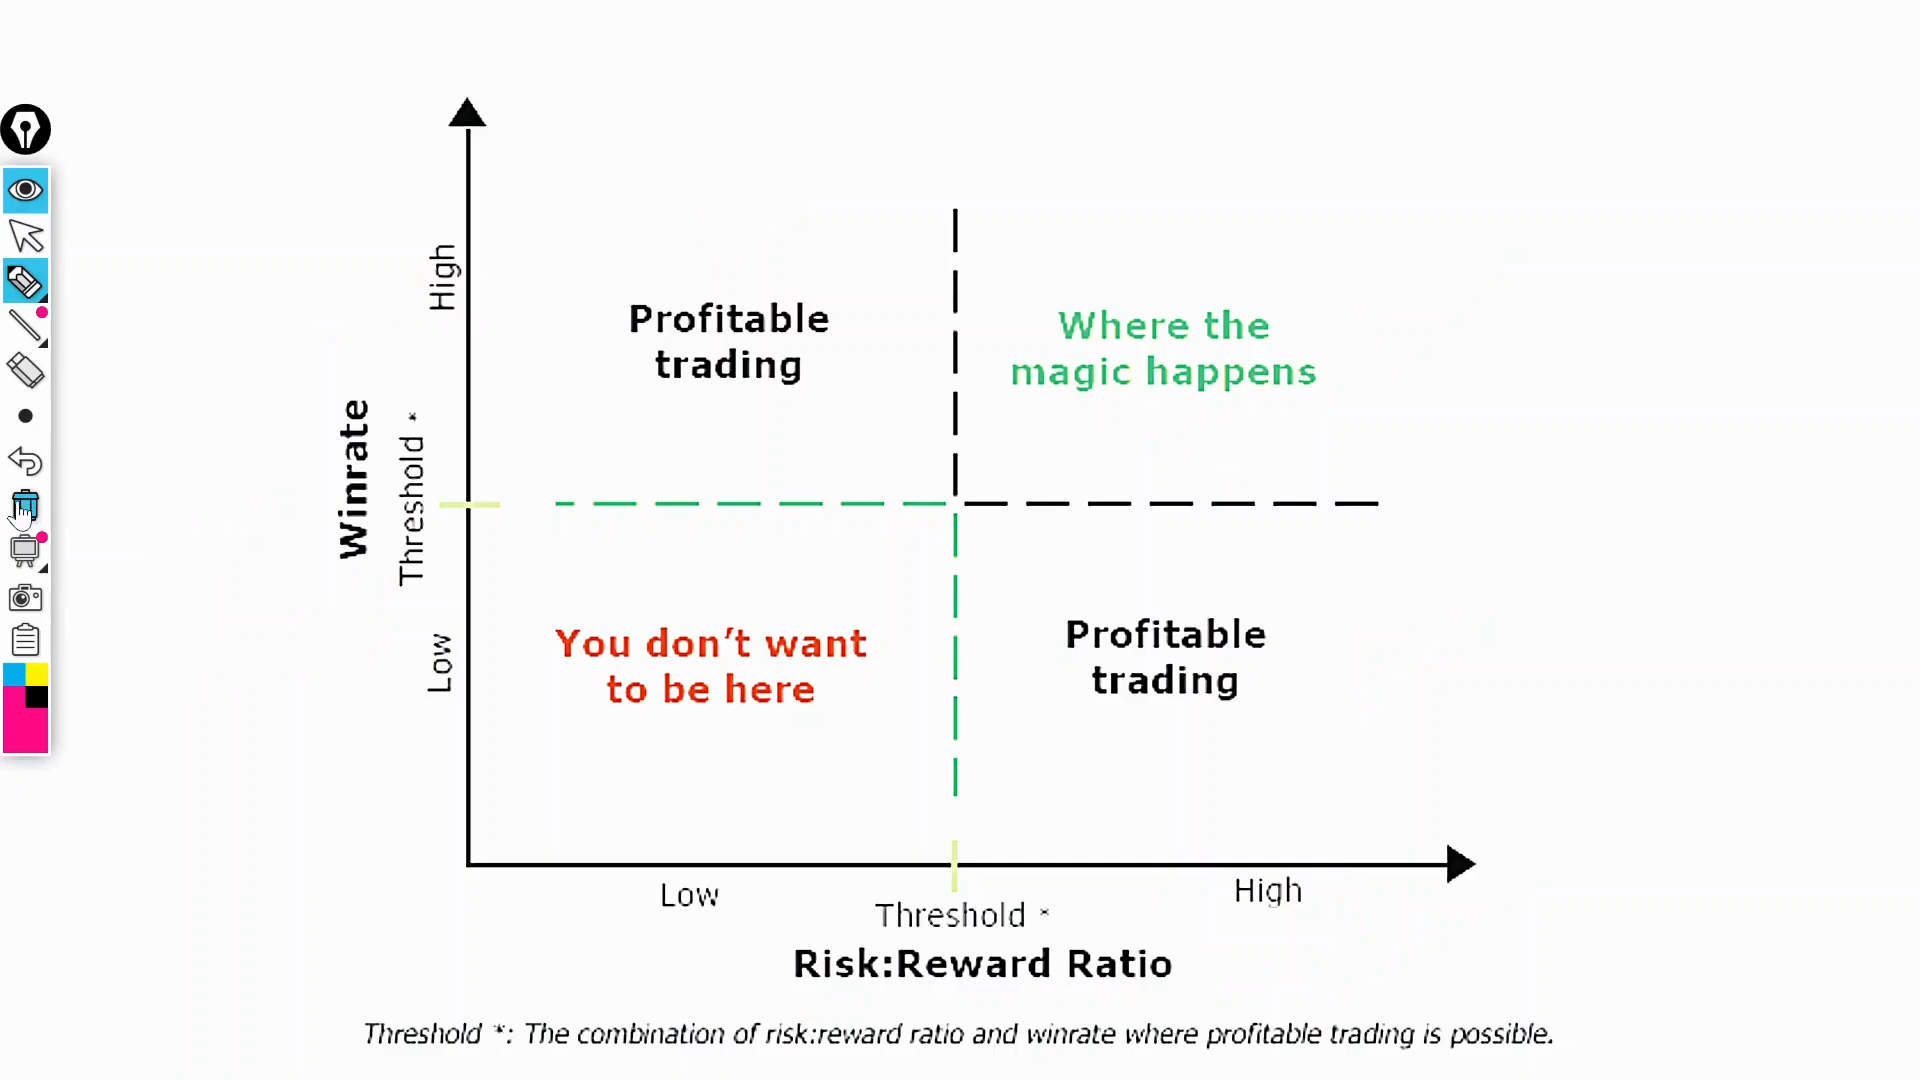 High
Profitable
trading
Where the
magic happens
Winrate
Threshold *
Low
You don't want
to be here
Profitable
trading
Low
High
Threshold *
Risk:Reward Ratio
Threshold *: The combination of risk:reward ratio and winrate where profitable trading is possible.